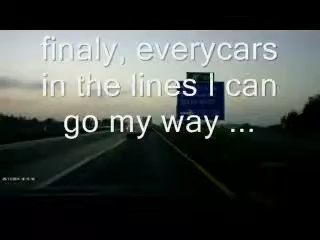 finaly, everycars
in the lines I can
go my way ...